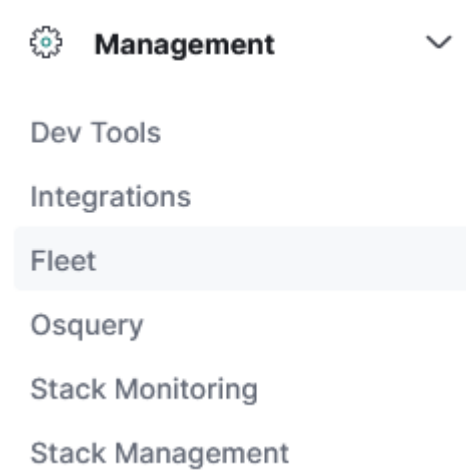 Management
Dev Tools
Integrations
Fleet
Osquery
Stack Monitoring
Stack Management